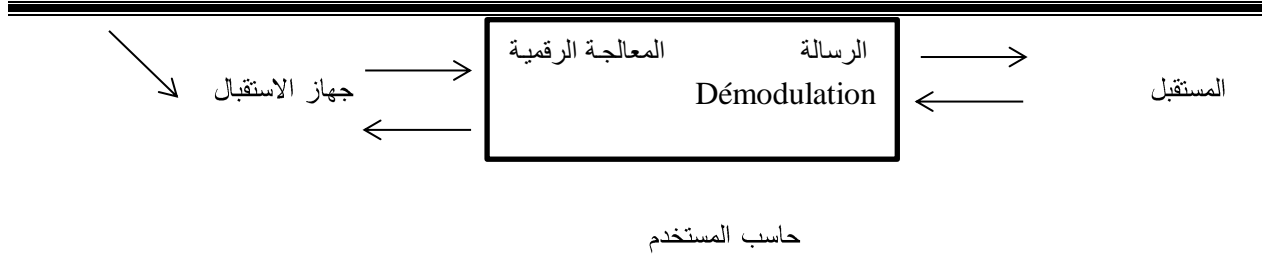 الرسالة المعالجة الرقمية
Démodulation
المستقبل
جهاز الاستقبال
حاسب المستخدم